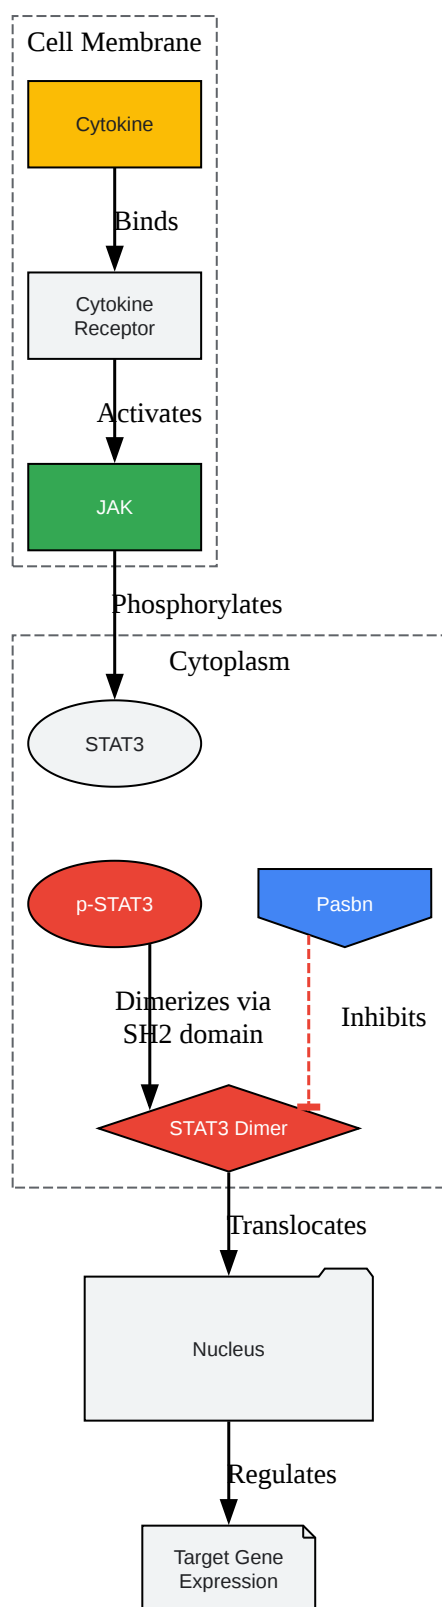 Cell Membrane
Cytokine
Binds
Cytokine
Receptor
Activates
JAK
Phosphorylates
Cytoplasm
STAT3
p-STAT3
Pasbn
Dimerizes via
SH2 domain
Inhibits
STAT3 Dimer
Translocates
Nucleus
Regulates
Target Gene
Expression